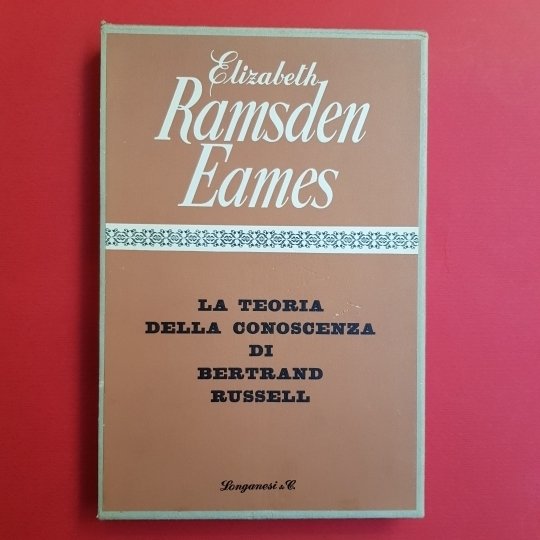 Elizabeth
Ramsden
Eames
LA TEORIA
DELLA CONOSCENZA
DI
BERTRAND
RUSSELL
Longanesi & C.